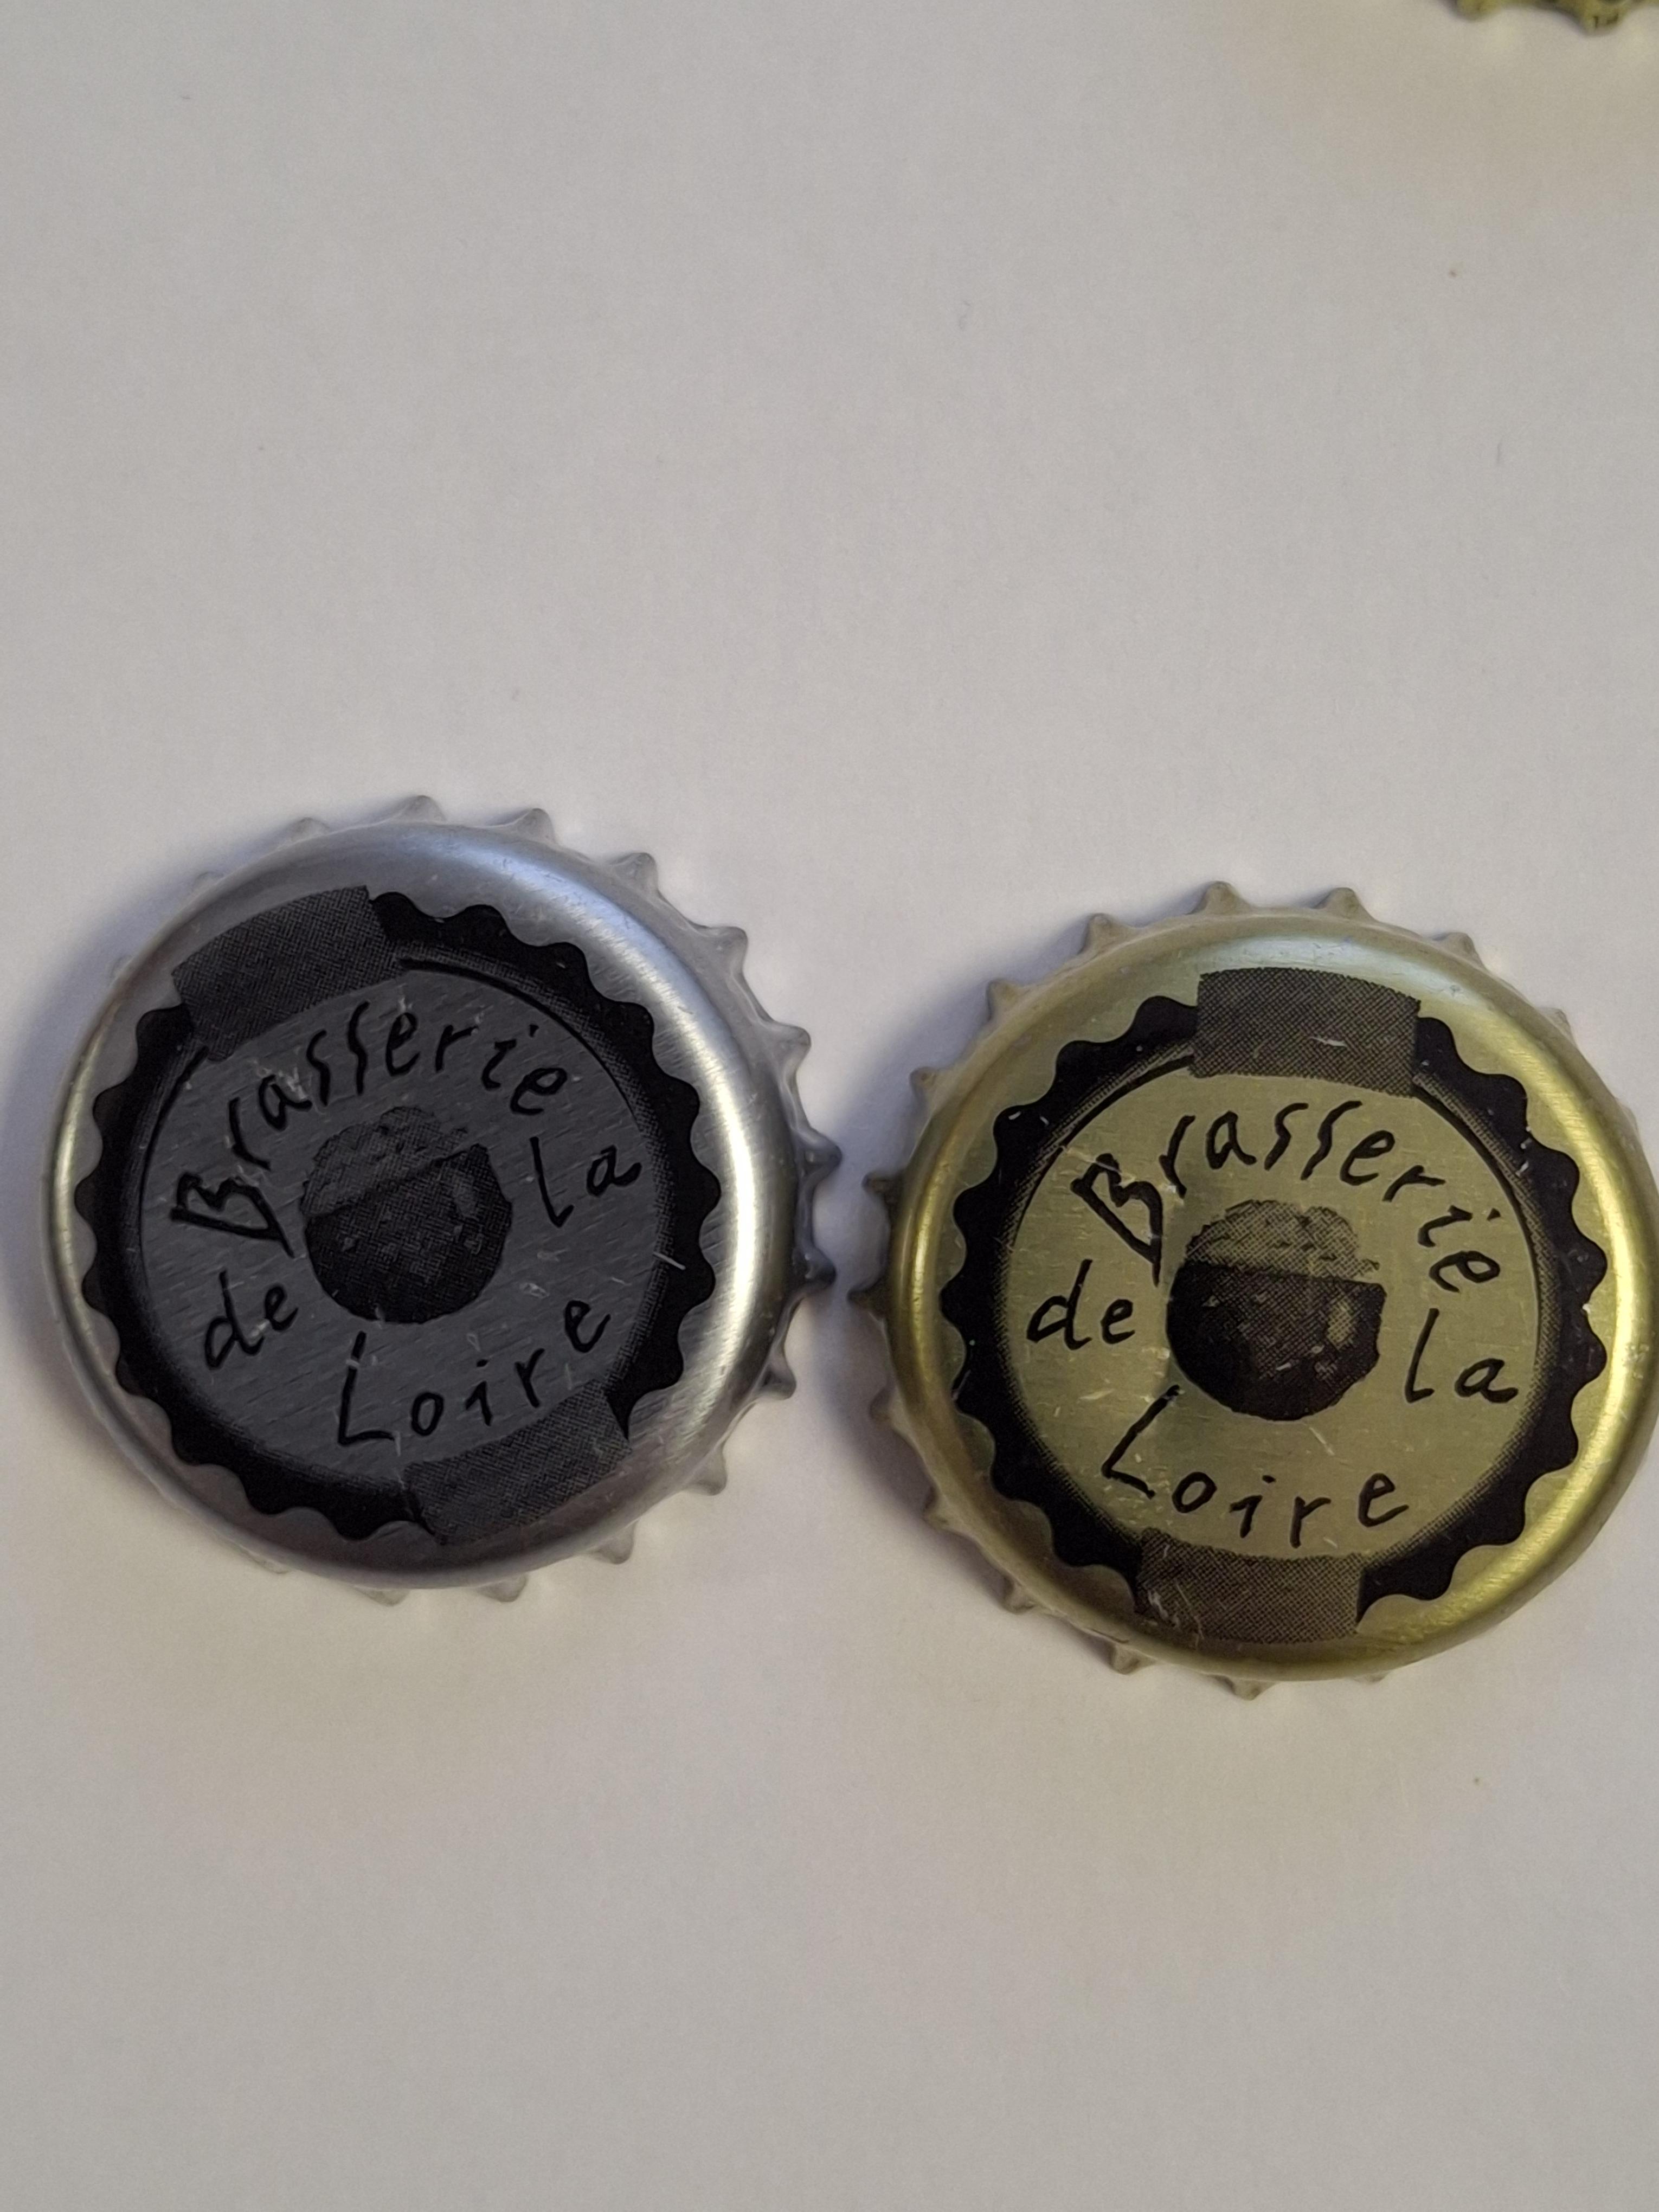 Brasserie
de la
Loire
Brasserie
de la
Loire